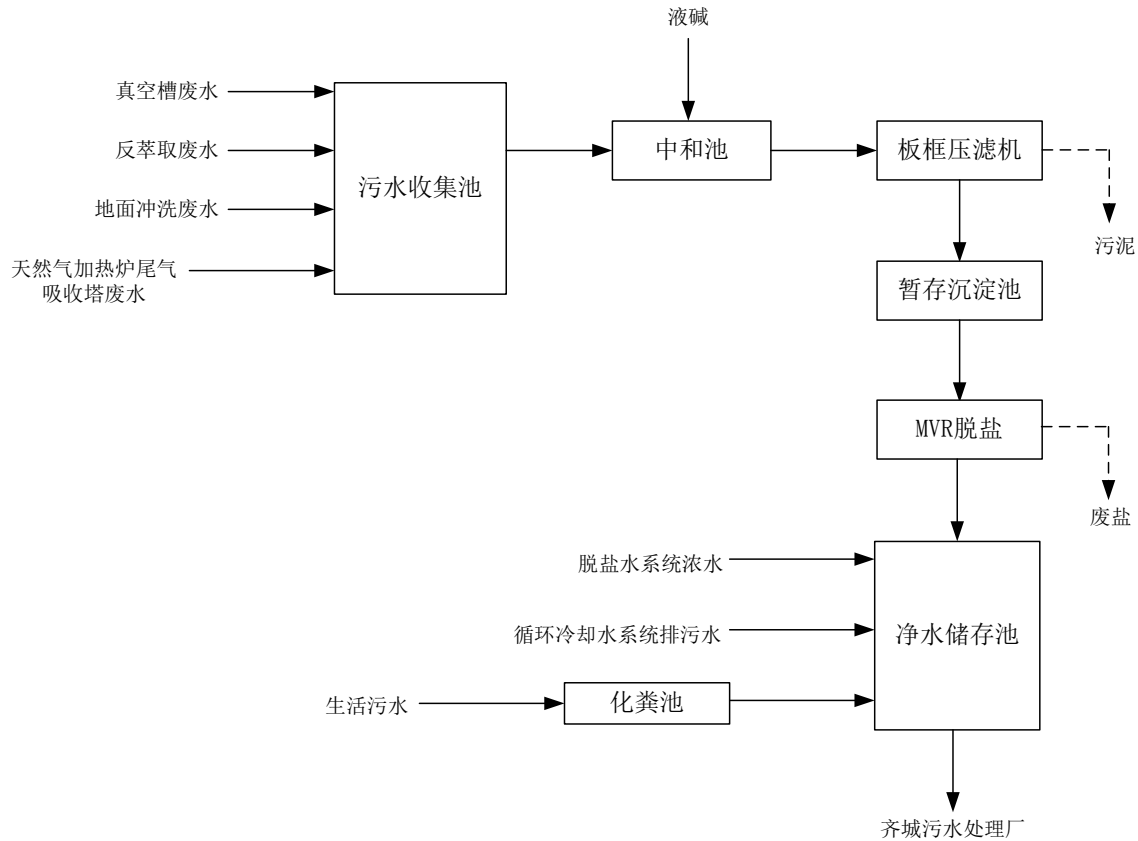 液碱
真空槽废水
反萃取废水
地面冲洗废水
天然气加热炉尾气
吸收塔废水
污水收集池
中和池
板框压滤机
污泥
暂存沉淀池
MVR脱盐
废盐
脱盐水系统浓水
循环冷却水系统排污水
生活污水
化粪池
净水储存池
齐城污水处理厂